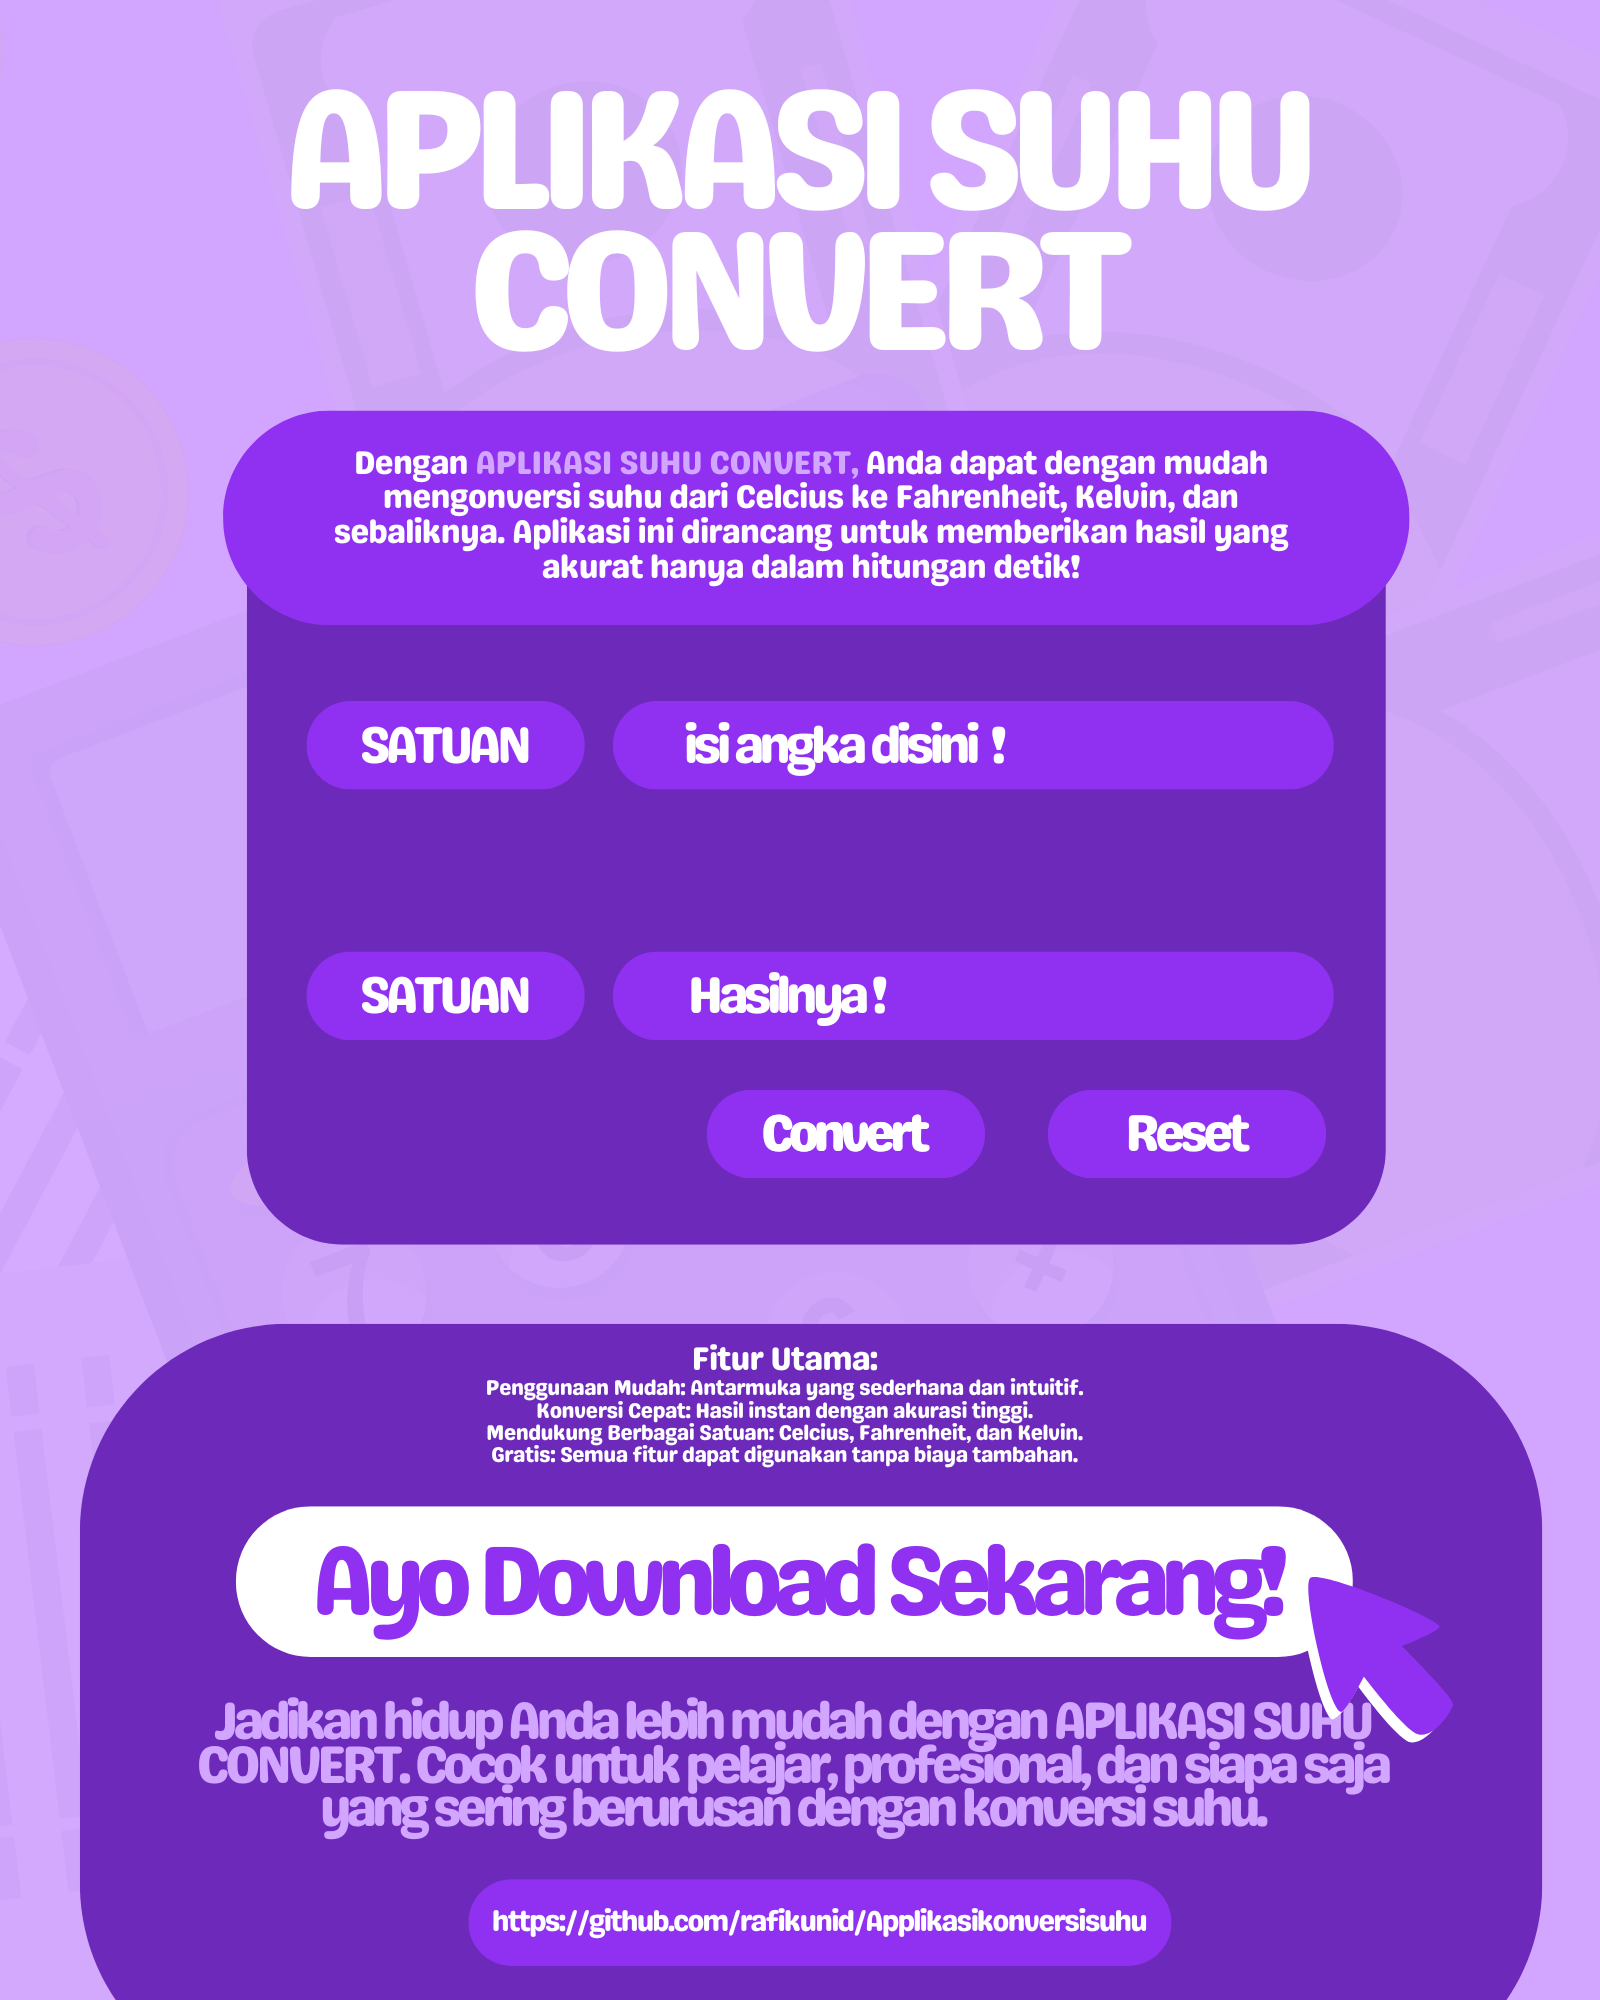 APLIKASI SUHU
CONVERT
Dengan APLIKASI SUHU CONVERT, Anda dapat dengan mudah
mengonversi suhu dari Celcius ke Fahrenheit, Kelvin, dan
sebaliknya. Aplikasi ini dirancang untuk memberikan hasil yang
akurat hanya dalam hitungan detik!
SATUAN
isi angka disini !
SATUAN
Hasilnya !
Convert
Reset
Fitur Utama:
Penggunaan Mudah: Antarmuka yang sederhana dan intuitif.
Konversi Cepat: Hasil instan dengan akurasi tinggi.
Mendukung Berbagai Satuan: Celcius, Fahrenheit, dan Kelvin.
Gratis: Semua fitur dapat digunakan tanpa biaya tambahan.
Ayo Download Sekarang!
Jadikan hidup Anda lebih mudah dengan APLIKASI SUHU
CONVERT. Cocok untuk pelajar, profesional, dan siapa saja
yang sering berurusan dengan konversi suhu.
https://github.com/rafikunid/Applikasikonversisuhu